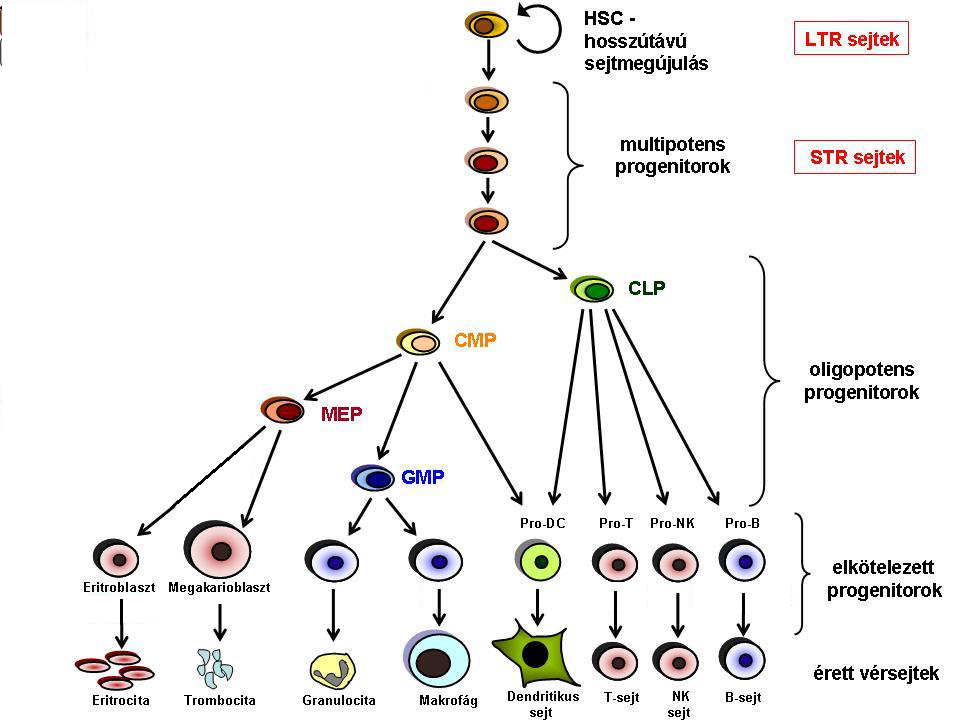 HSC -
hosszútávú
sejtmegújulás
LTR sejtek
multipotens
progenitorok
STR sejtek
CLP
CMP
oligopotens
progenitorok
MEP
GMP
Pro-DC
Pro-T
Pro-NK
Pro-B
Eritroblaszt
Megakarioblaszt
elkötelezett
progenitorok
Eritrocita
Trombocita
Granulocita
Makrofág
Dendritikus
sejt
T-sejt
NK
sejt
B-sejt
érett vérsejtek